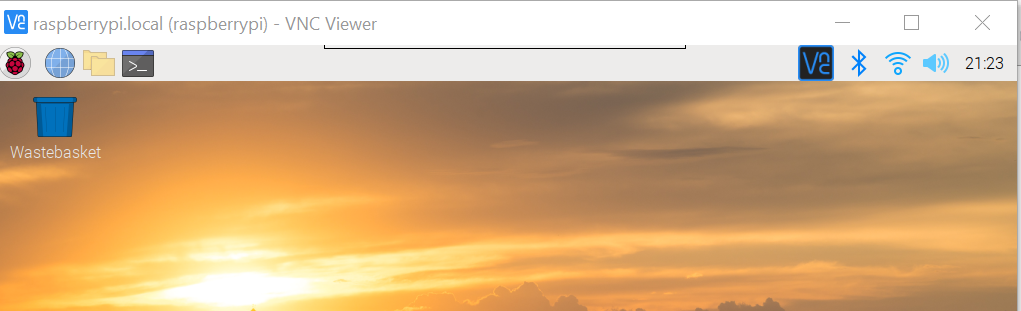 raspberrypi.local (raspberrypi) - VNC Viewer
21:23
Wastebasket